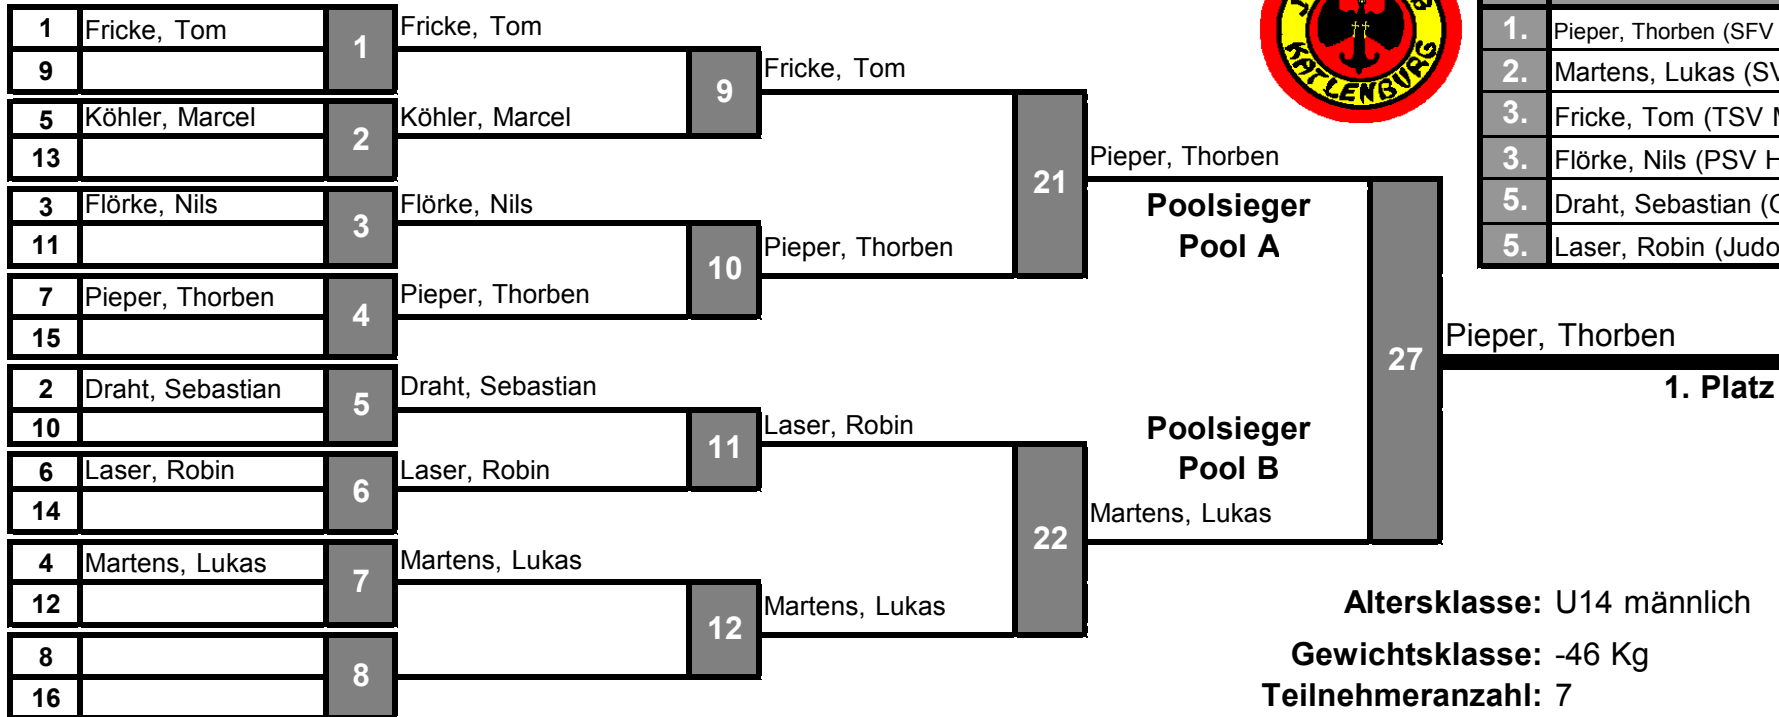 1 Fricke, Tom 1 Fricke, Tom
9
9 Fricke, Tom
5 Köhler, Marcel 2 Köhler, Marcel
13
21 Pieper, Thorben
3 Flörke, Nils 3 Flörke, Nils
11
10 Pieper, Thorben
7 Pieper, Thorben 4 Pieper, Thorben
15
Poolsieger
Pool A
27 Pieper, Thorben
1. Platz
2 Draht, Sebastian 5 Draht, Sebastian
10
11 Laser, Robin
6 Laser, Robin 6 Laser, Robin
14
Poolsieger
Pool B
22 Martens, Lukas
4 Martens, Lukas 7 Martens, Lukas
12
12 Martens, Lukas
8 8
16
KATLENBURG
1. Pieper, Thorben (SFV
2. Martens, Lukas (SV
3. Fricke, Tom (TSV
3. Flörke, Nils (PSV H
5. Draht, Sebastian
5. Laser, Robin (Judo
Altersklasse: U14 männlich
Gewichtsklasse: -46 Kg
Teilnehmeranzahl: 7